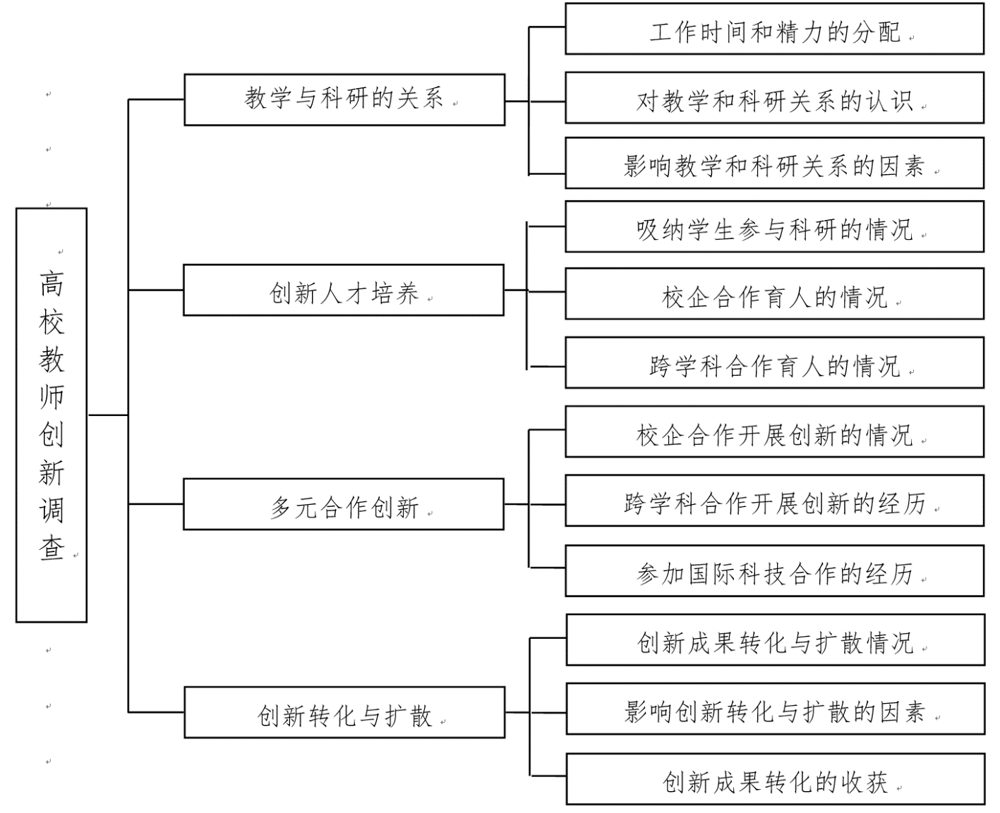 高校教师创新调查
教学与科研的关系
工作时间和精力的分配
对教学和科研关系的认识
影响教学和科研关系的因素
创新人才培养
吸纳学生参与科研的情况
校企合作育人的情况
跨学科合作育人的情况
多元合作创新
校企合作开展创新的情况
跨学科合作开展创新的经历
参加国际科技合作的经历
创新转化与扩散
创新成果转化与扩散情况
影响创新转化与扩散的因素
创新成果转化的收获